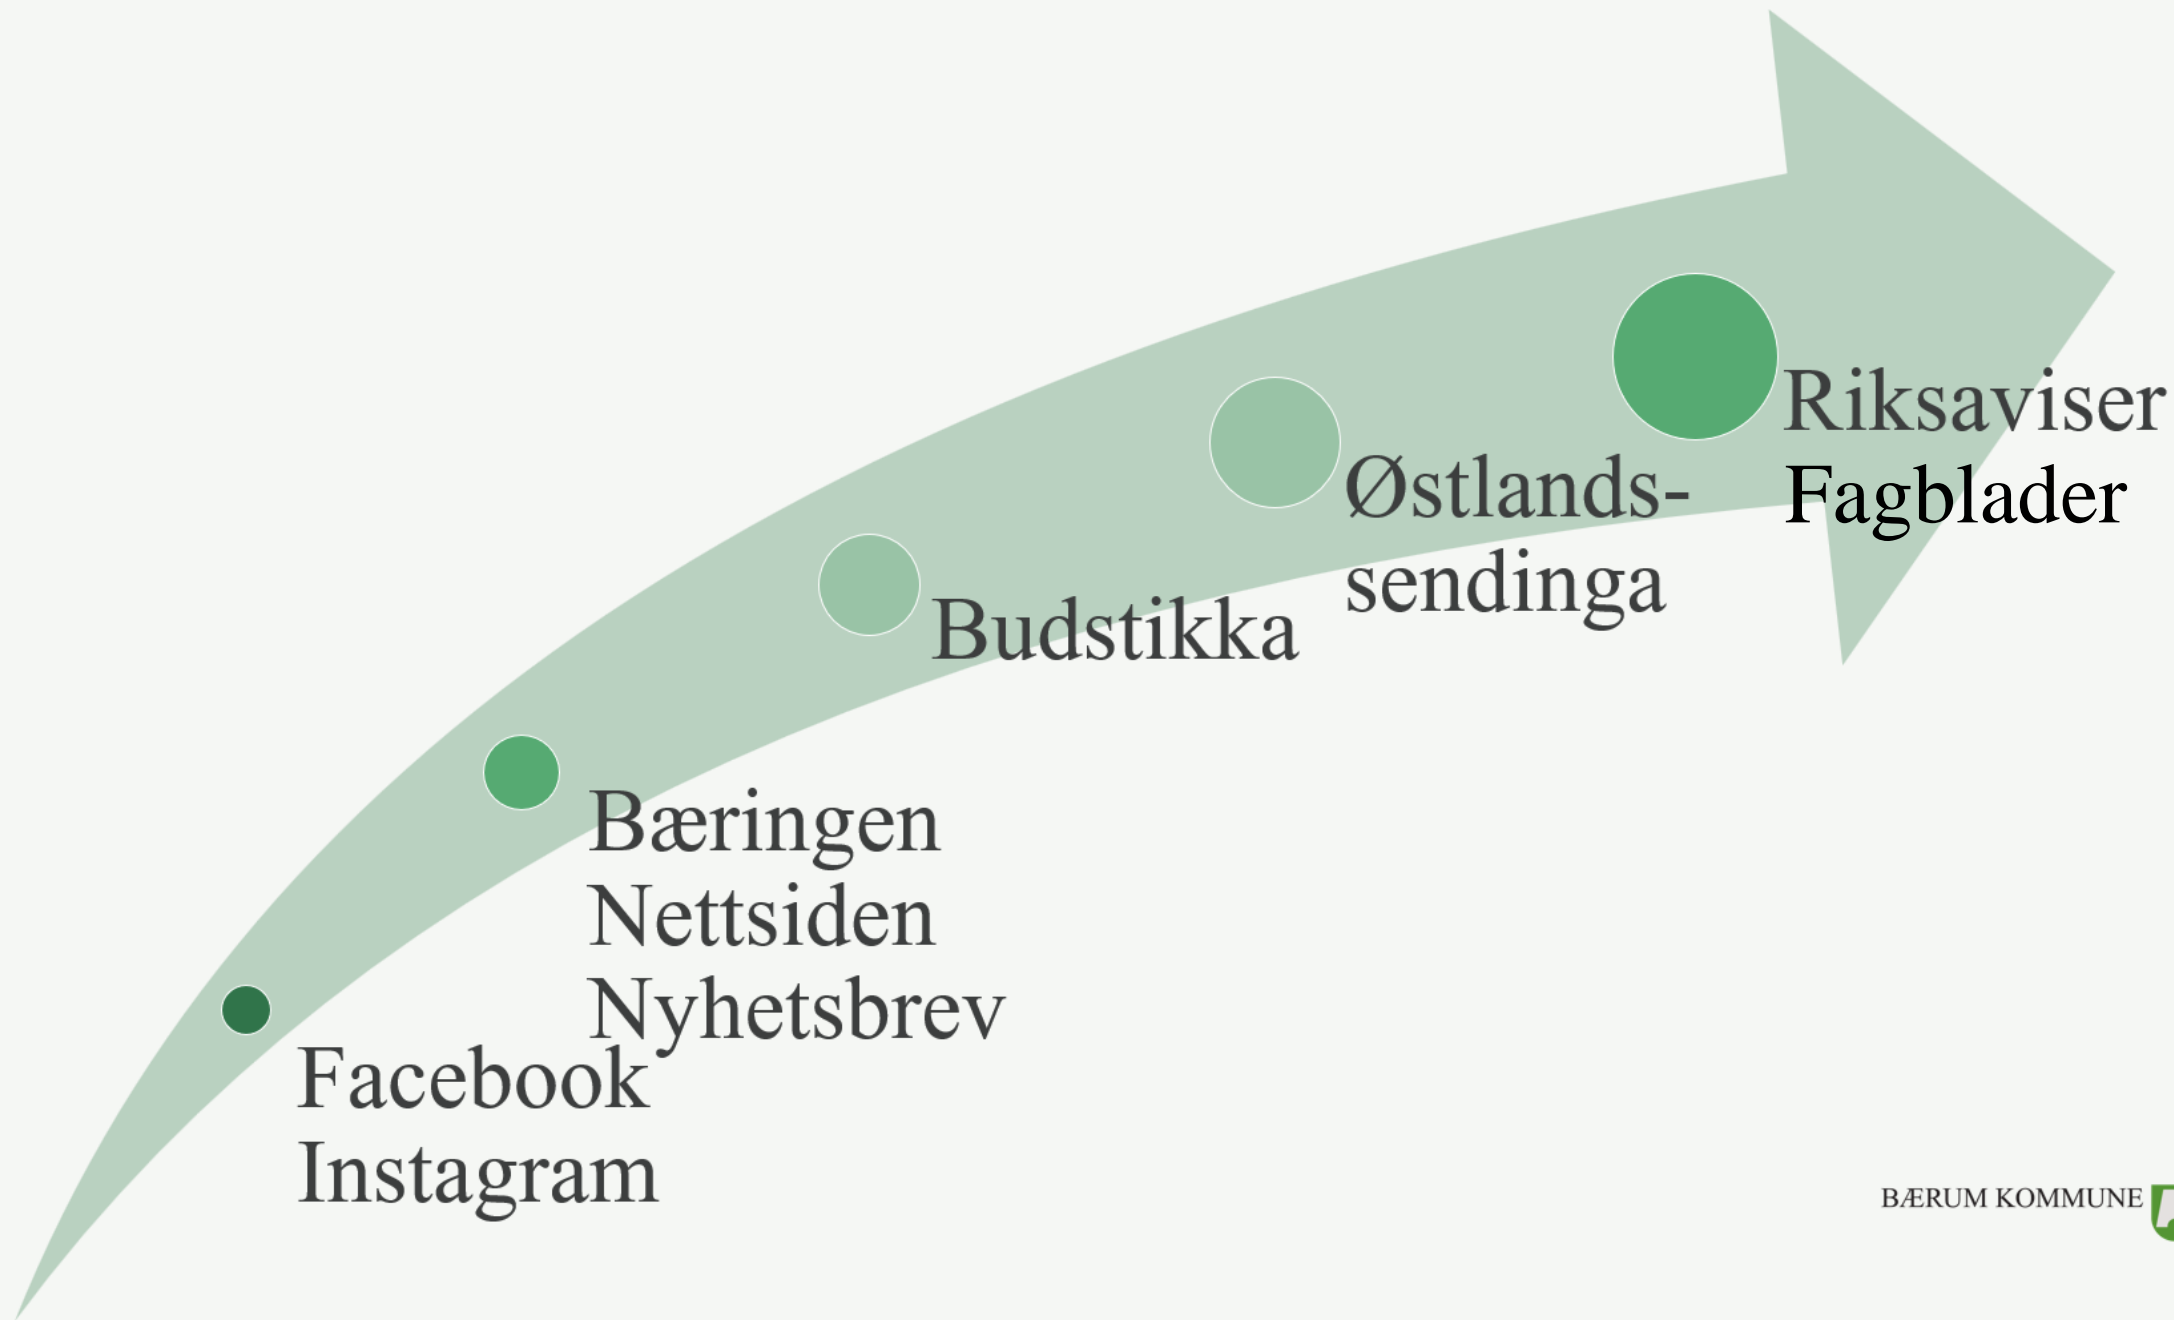 Riksaviser
Fagblader
Østlands-
sendinga
Budstikka
Bæringen
Nettsiden
Nyhetsbrev
Facebook
Instagram
BÆRUM KOMMUNE